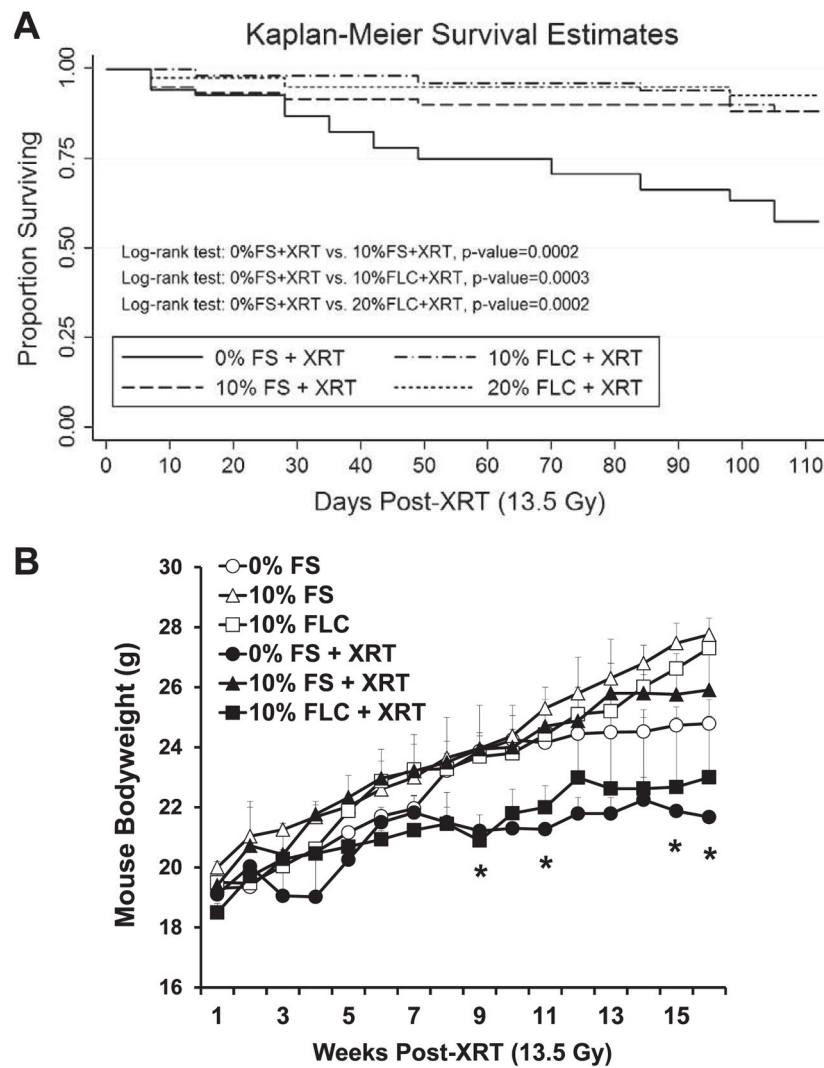 A
Kaplan-Meier Survival Estimates
Proportion Surviving
1.00
0.75
0.50
0.25
0.00
Log-rank test: 0%FS+XRT vs. 10%FS+XRT, p-value=0.0002
Log-rank test: 0%FS+XRT vs. 10%FLC+XRT, p-value=0.0003
Log-rank test: 0%FS+XRT vs. 20%FLC+XRT, p-value=0.0002
0% FS + XRT 10% FLC + XRT
10% FS + XRT 20% FLC + XRT
0 10 20 30 40 50 60 70 80 90 100 110
Days Post-XRT (13.5 Gy)
B
Mouse Bodyweight (g)
30
28
26
24
22
20
18
16
0% FS
10% FS
10% FLC
0% FS + XRT
10% FS + XRT
10% FLC + XRT
* * * *
1 3 5 7 9 11 13 15
Weeks Post-XRT (13.5 Gy)